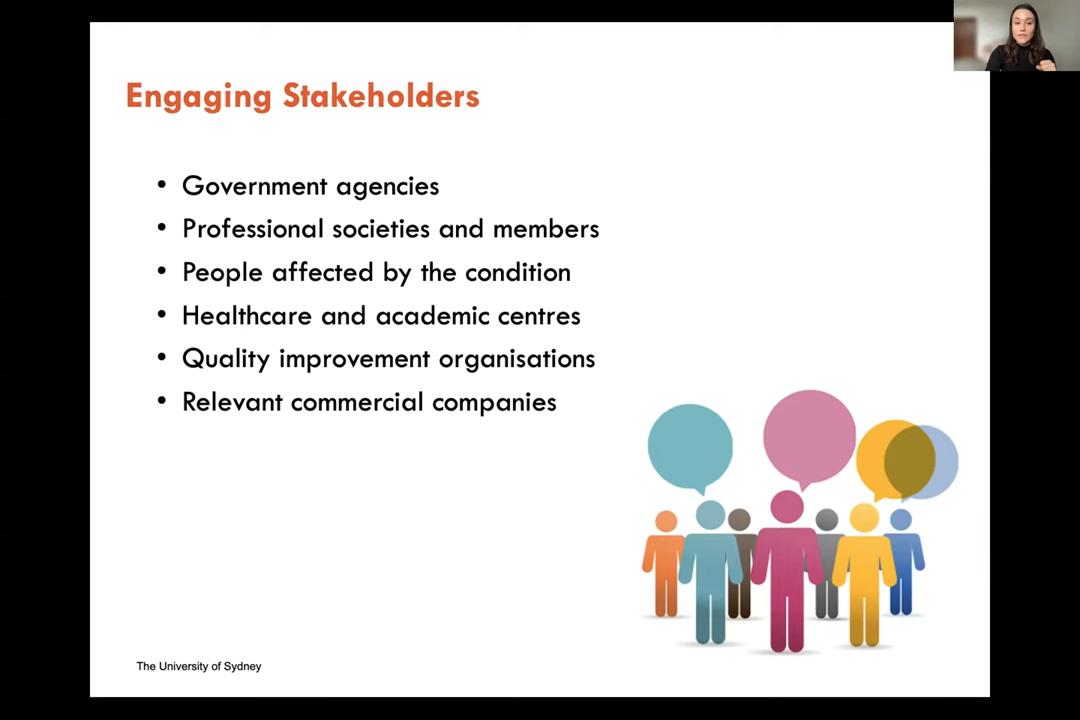 Engaging Stakeholders
• Government agencies
• Professional societies and members
• People affected by the condition
• Healthcare and academic centres
• Quality improvement organisations
• Relevant commercial companies
The University of Sydney